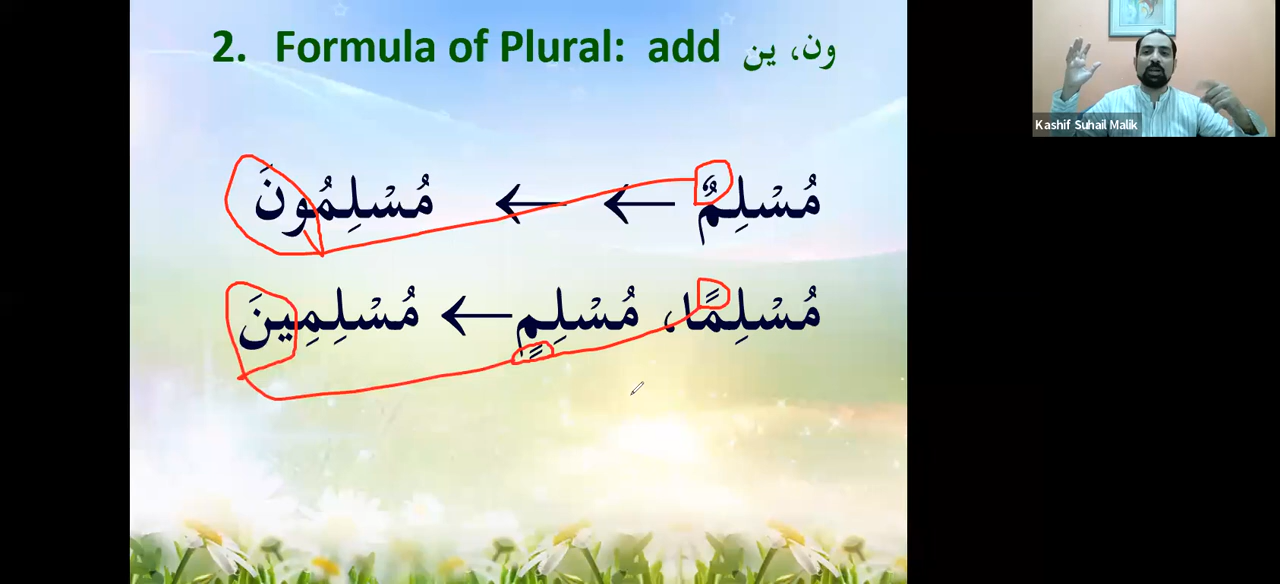 2. Formula of Plural: add ون، ين
مُسْلِمٌ ← ← مُسْلِمُونَ
مُسْلِمًا، مُسْلِمٍ ← مُسْلِمِينَ
Kashif Suhail Malik